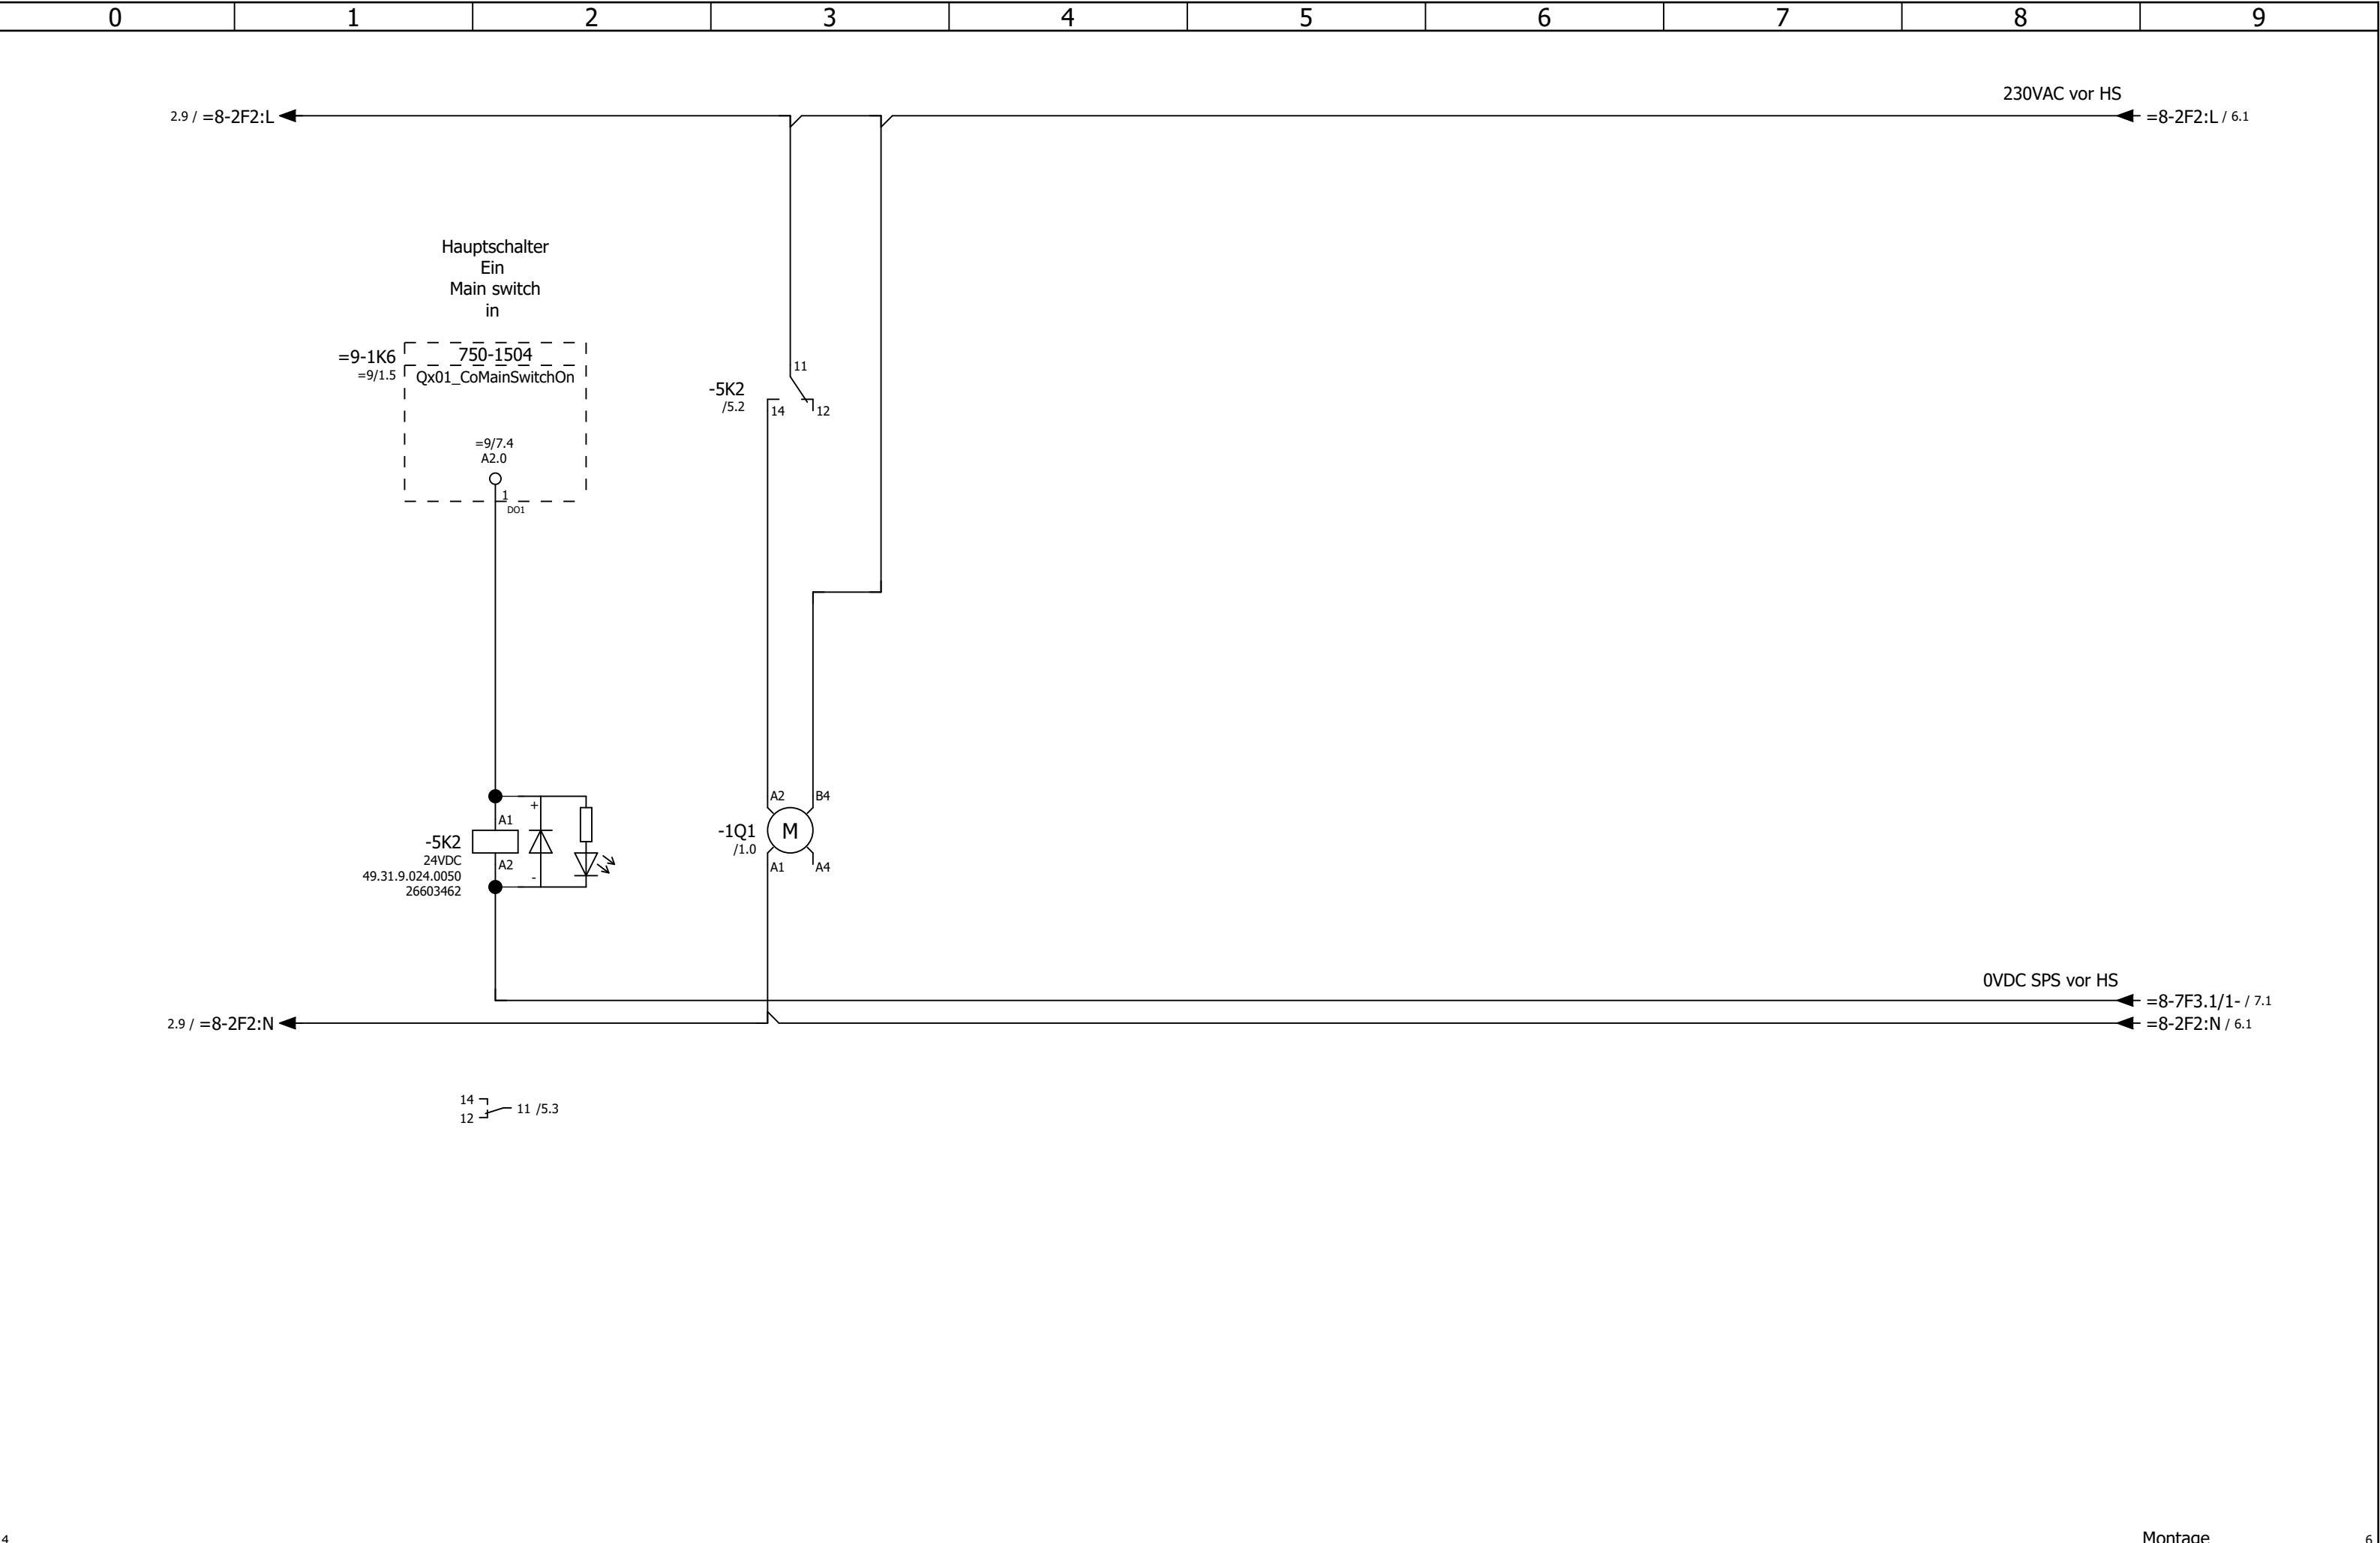 0 1 2 3 4 5 6 7 8 9
230VAC vor HS
2.9 / =8-2F2:L
=8-2F2:L / 6.1
Hauptschalter
Ein
Main switch
in
=9-1K6
=9/1.5
750-1504
Qx01_CoMainSwitchOn
=9/7.4
A2.0
1
DO1
-5K2
/5.2
11
14
12
A2
B4
-1Q1
/1.0
M
A1
A4
+
A1
-5K2
24VDC
49.31.9.024.0050
26603462
A2
-
0VDC SPS vor HS
=8-7F3.1/1- / 7.1
2.9 / =8-2F2:N
=8-2F2:N / 6.1
14
12
11 /5.3
4
Montage
6